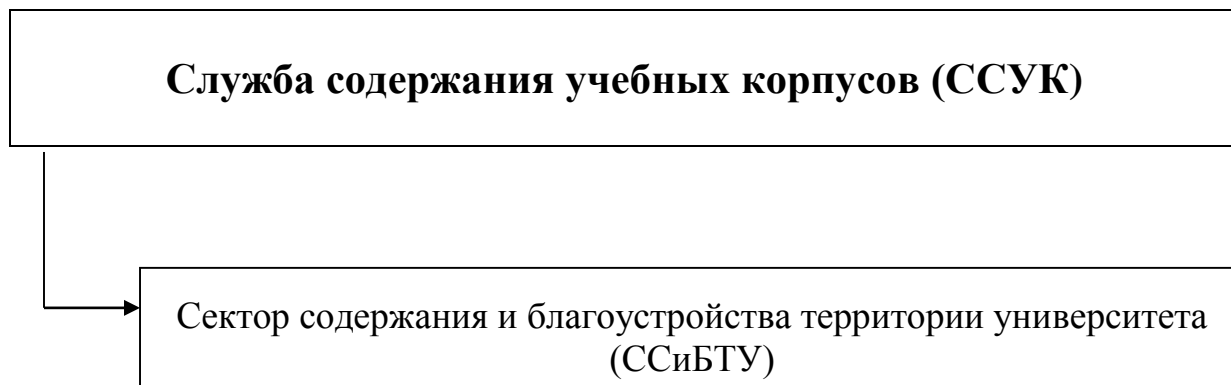 Служба содержания учебных корпусов (ССУК)
Сектор содержания и благоустройства территории университета
(ССиБТУ)